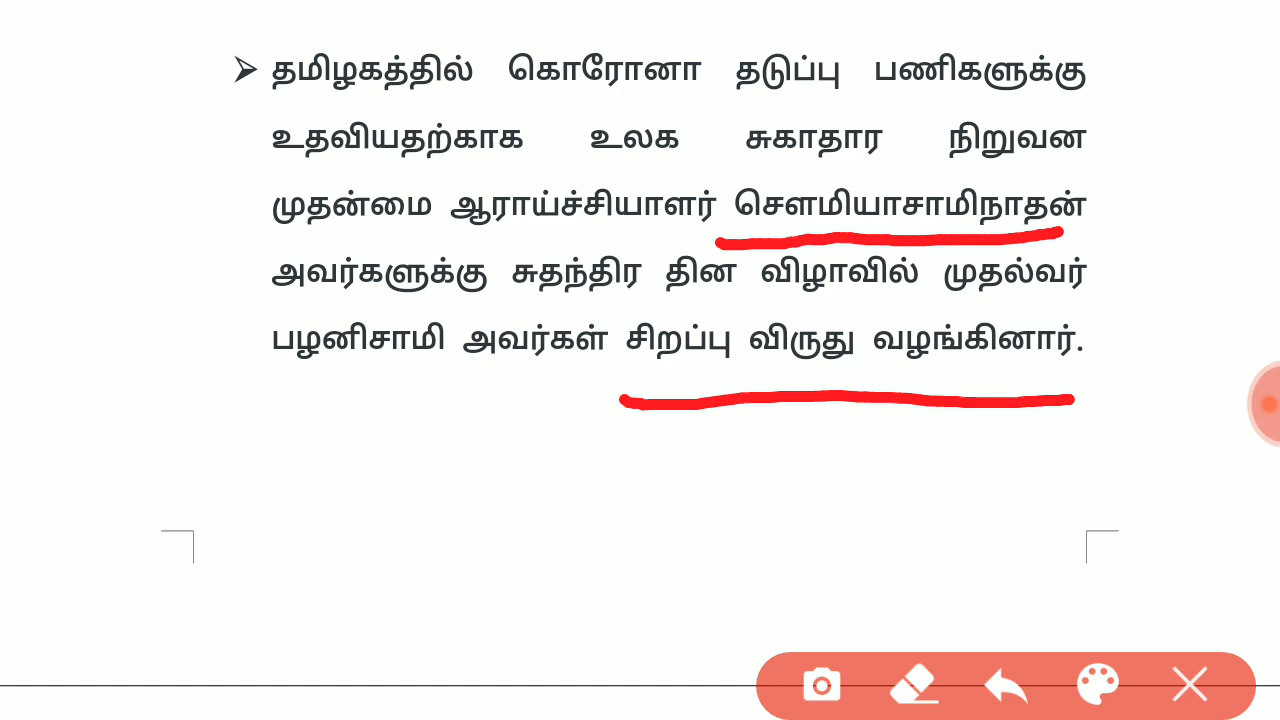 ➢ தமிழகத்தில் கொரோனா தடுப்பு பணிகளுக்கு
உதவியதற்காக உலக சுகாதார நிறுவன
முதன்மை ஆராய்ச்சியாளர் சௌமியாசாமிநாதன்
அவர்களுக்கு சுதந்திர தின விழாவில் முதல்வர்
பழனிசாமி அவர்கள் சிறப்பு விருது வழங்கினார்.